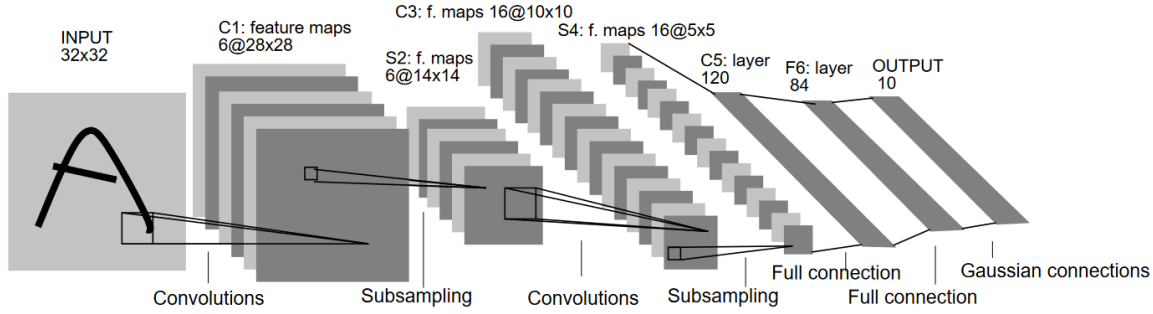 INPUT
32x32
C1: feature maps
6@28x28
S2: f. maps
6@14x14
C3: f. maps 16@10x10
S4: f. maps 16@5x5
C5: layer
120
F6: layer
84
OUTPUT
10
Convolutions
Subsampling
Convolutions
Subsampling
Full connection
Full connection
Gaussian connections
A